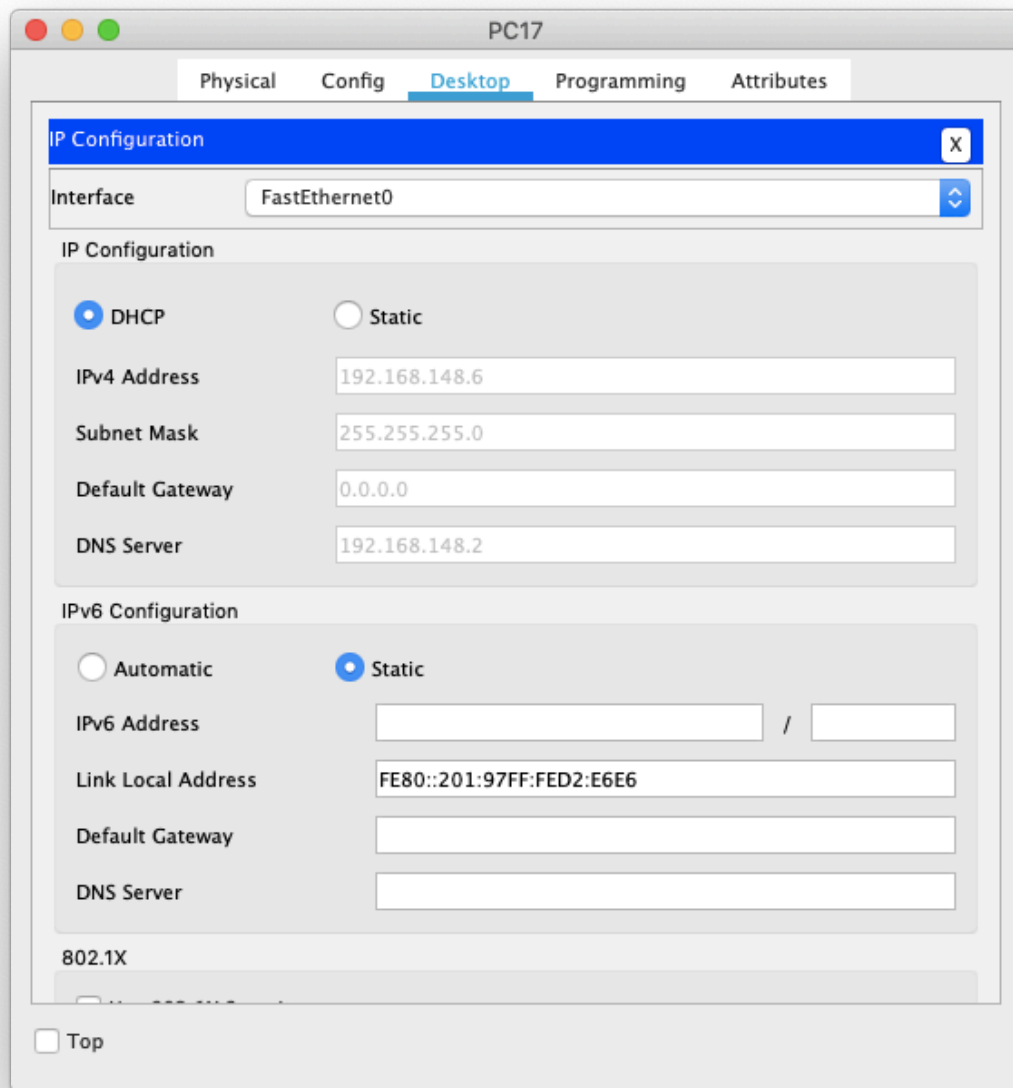 PC17
Physical Config Desktop Programming Attributes
IP Configuration X
Interface FastEthernet0
IP Configuration
DHCP Static
IPv4 Address 192.168.148.6
Subnet Mask 255.255.255.0
Default Gateway 0.0.0.0
DNS Server 192.168.148.2
IPv6 Configuration
Automatic Static
IPv6 Address /
Link Local Address FE80::201:97FF:FED2:E6E6
Default Gateway
DNS Server
802.1X
Top